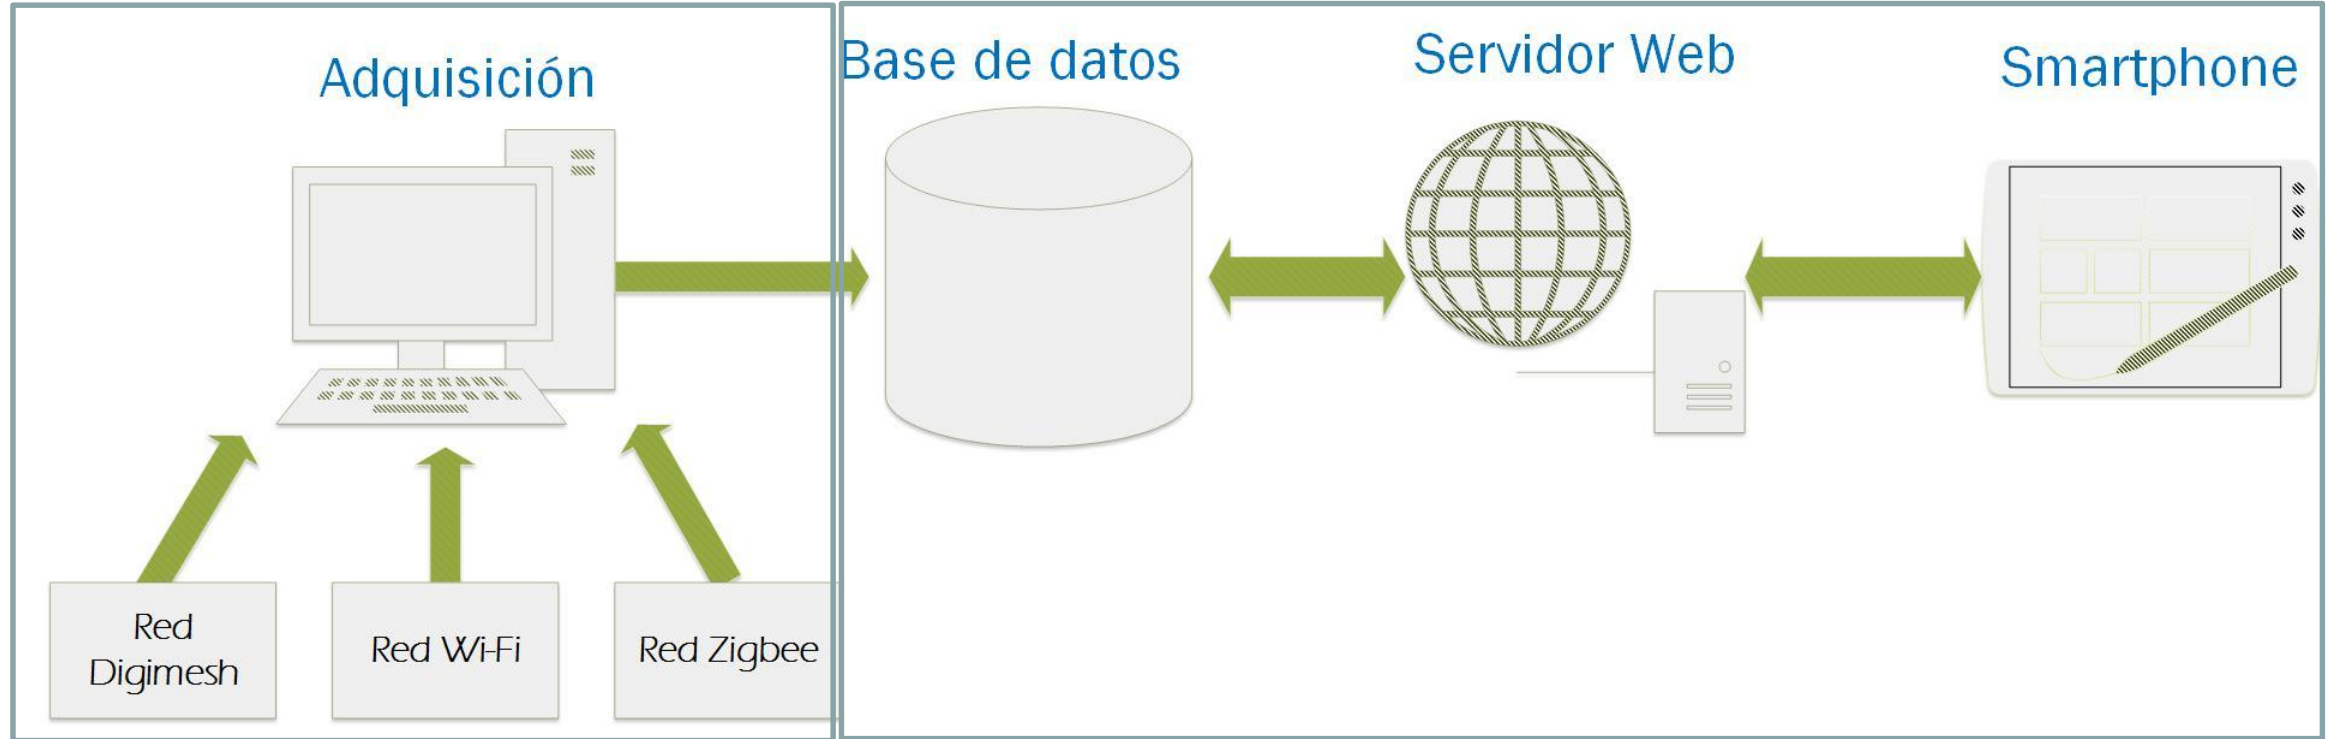 Adquisición
Base de datos
Servidor Web
Smartphone
Red
Digimesh
Red Wi-Fi
Red Zigbee